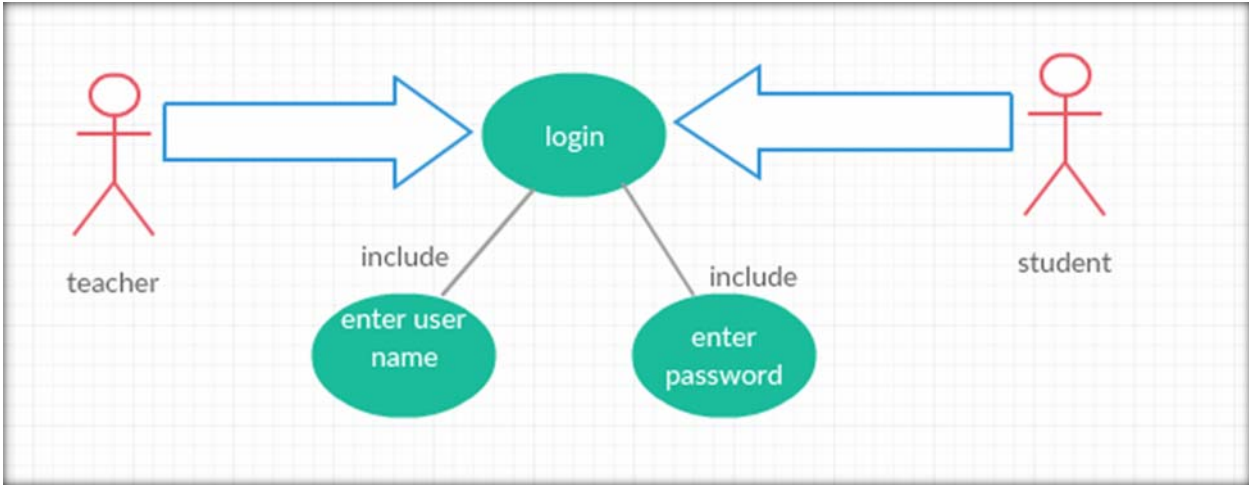 login
teacher
student
include
include
enter user
name
enter
password